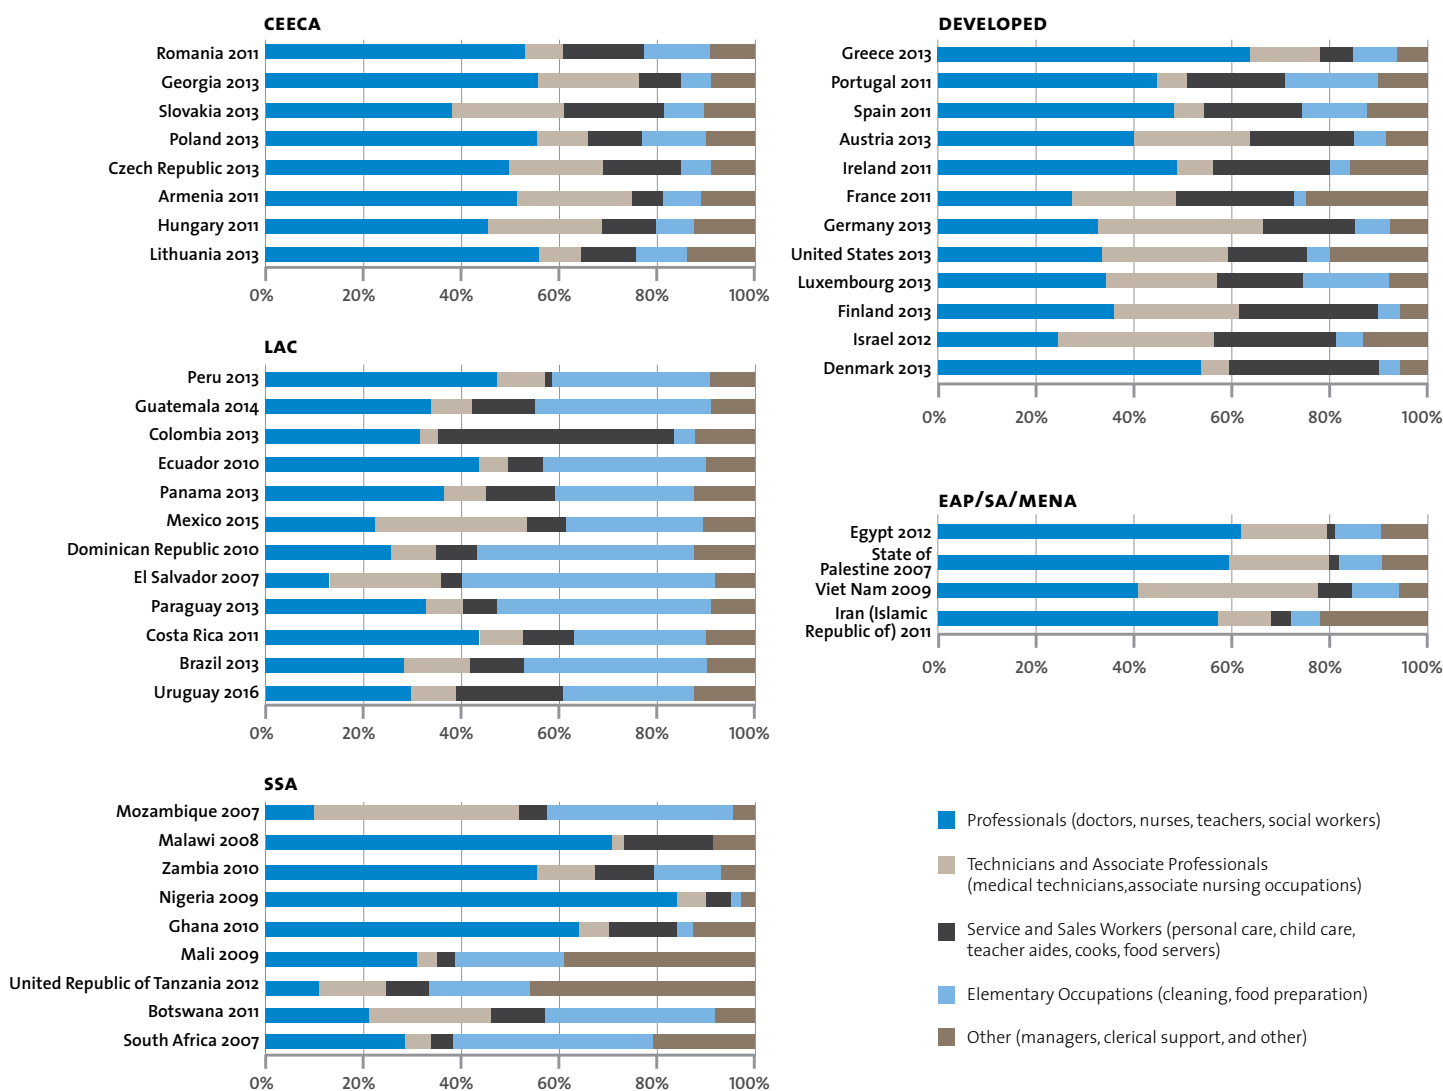 CEECA
Romania 2011
Georgia 2013
Slovakia 2013
Poland 2013
Czech Republic 2013
Armenia 2011
Hungary 2011
Lithuania 2013
0% 20% 40% 60% 80% 100%
LAC
Peru 2013
Guatemala 2014
Colombia 2013
Ecuador 2010
Panama 2013
Mexico 2015
Dominican Republic 2010
El Salvador 2007
Paraguay 2013
Costa Rica 2011
Brazil 2013
Uruguay 2016
0% 20% 40% 60% 80% 100%
SSA
Mozambique 2007
Malawi 2008
Zambia 2010
Nigeria 2009
Ghana 2010
Mali 2009
United Republic of Tanzania 2012
Botswana 2011
South Africa 2007
0% 20% 40% 60% 80% 100%
DEVELOPED
Greece 2013
Portugal 2011
Spain 2011
Austria 2013
Ireland 2011
France 2011
Germany 2013
United States 2013
Luxembourg 2013
Finland 2013
Israel 2012
Denmark 2013
0% 20% 40% 60% 80% 100%
EAP/SA/MENA
Egypt 2012
State of
Palestine 2007
Viet Nam 2009
Iran (Islamic
Republic of) 2011
0% 20% 40% 60% 80% 100%
Professionals (doctors, nurses, teachers, social workers)
Technicians and Associate Professionals
(medical technicians,associate nursing occupations)
Service and Sales Workers (personal care, child care,
teacher aides, cooks, food servers)
Elementary Occupations (cleaning, food preparation)
Other (managers, clerical support, and other)